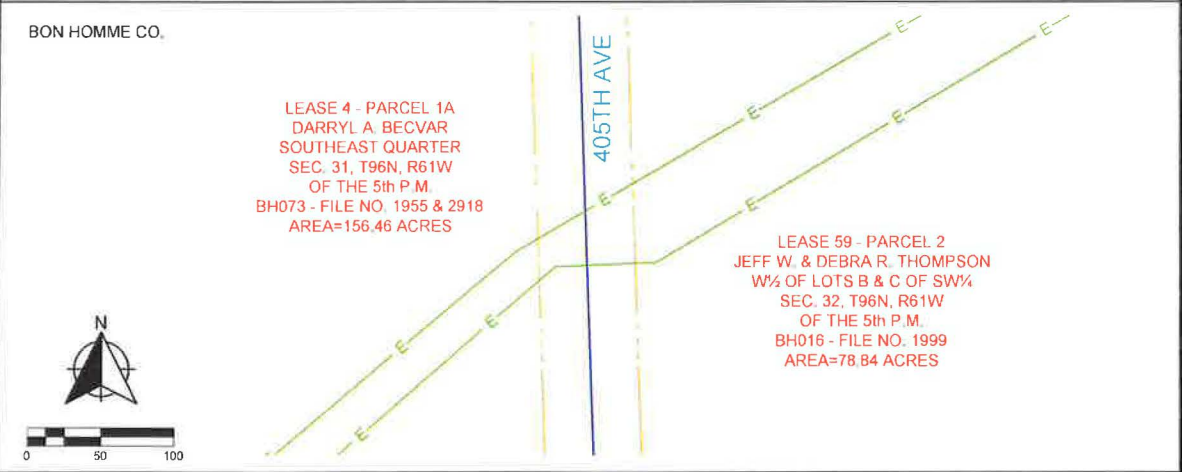 BON HOMME CO.
405TH AVE
LEASE 4 - PARCEL 1A
DARRYL A. BECVAR
SOUTHEAST QUARTER
SEC. 31, T96N, R61W
OF THE 5th P.M.
BH073 - FILE NO. 1955 & 2918
AREA=156.46 ACRES
E
E
E
E
E
E
E
E
LEASE 59 - PARCEL 2
JEFF W. & DEBRA R. THOMPSON
W½ OF LOTS B & C OF SW¼
SEC. 32, T96N, R61W
OF THE 5th P.M.
BH016 - FILE NO. 1999
AREA=78.84 ACRES
N
0 50 100